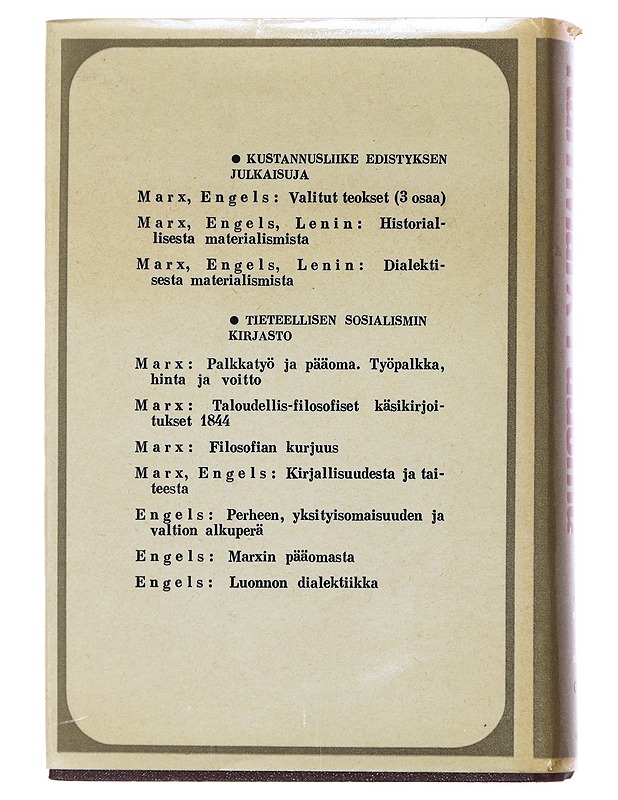 ● KUSTANNUSLIIKE EDISTYKSEN
JULKAISUJA
Marx, Engels: Valitut teokset (3 osaa)
Marx, Engels, Lenin: Historial-
lisesta materialismista
Marx, Engels, Lenin: Dialekti-
sesta materialismista
● TIETEELLISEN SOSIALISMIN
KIRJASTO
Marx: Palkkatyö ja pääoma. Työpalkka,
hinta ja voitto
Marx: Taloudellis-filosofiset käsikirjoi-
tukset 1844
Marx: Filosofian kurjuus
Marx, Engels: Kirjallisuudesta ja tai-
teesta
Engels: Perheen, yksityisomaisuuden ja
valtion alkuperä
Engels: Marxin pääomasta
Engels: Luonnon dialektiikka